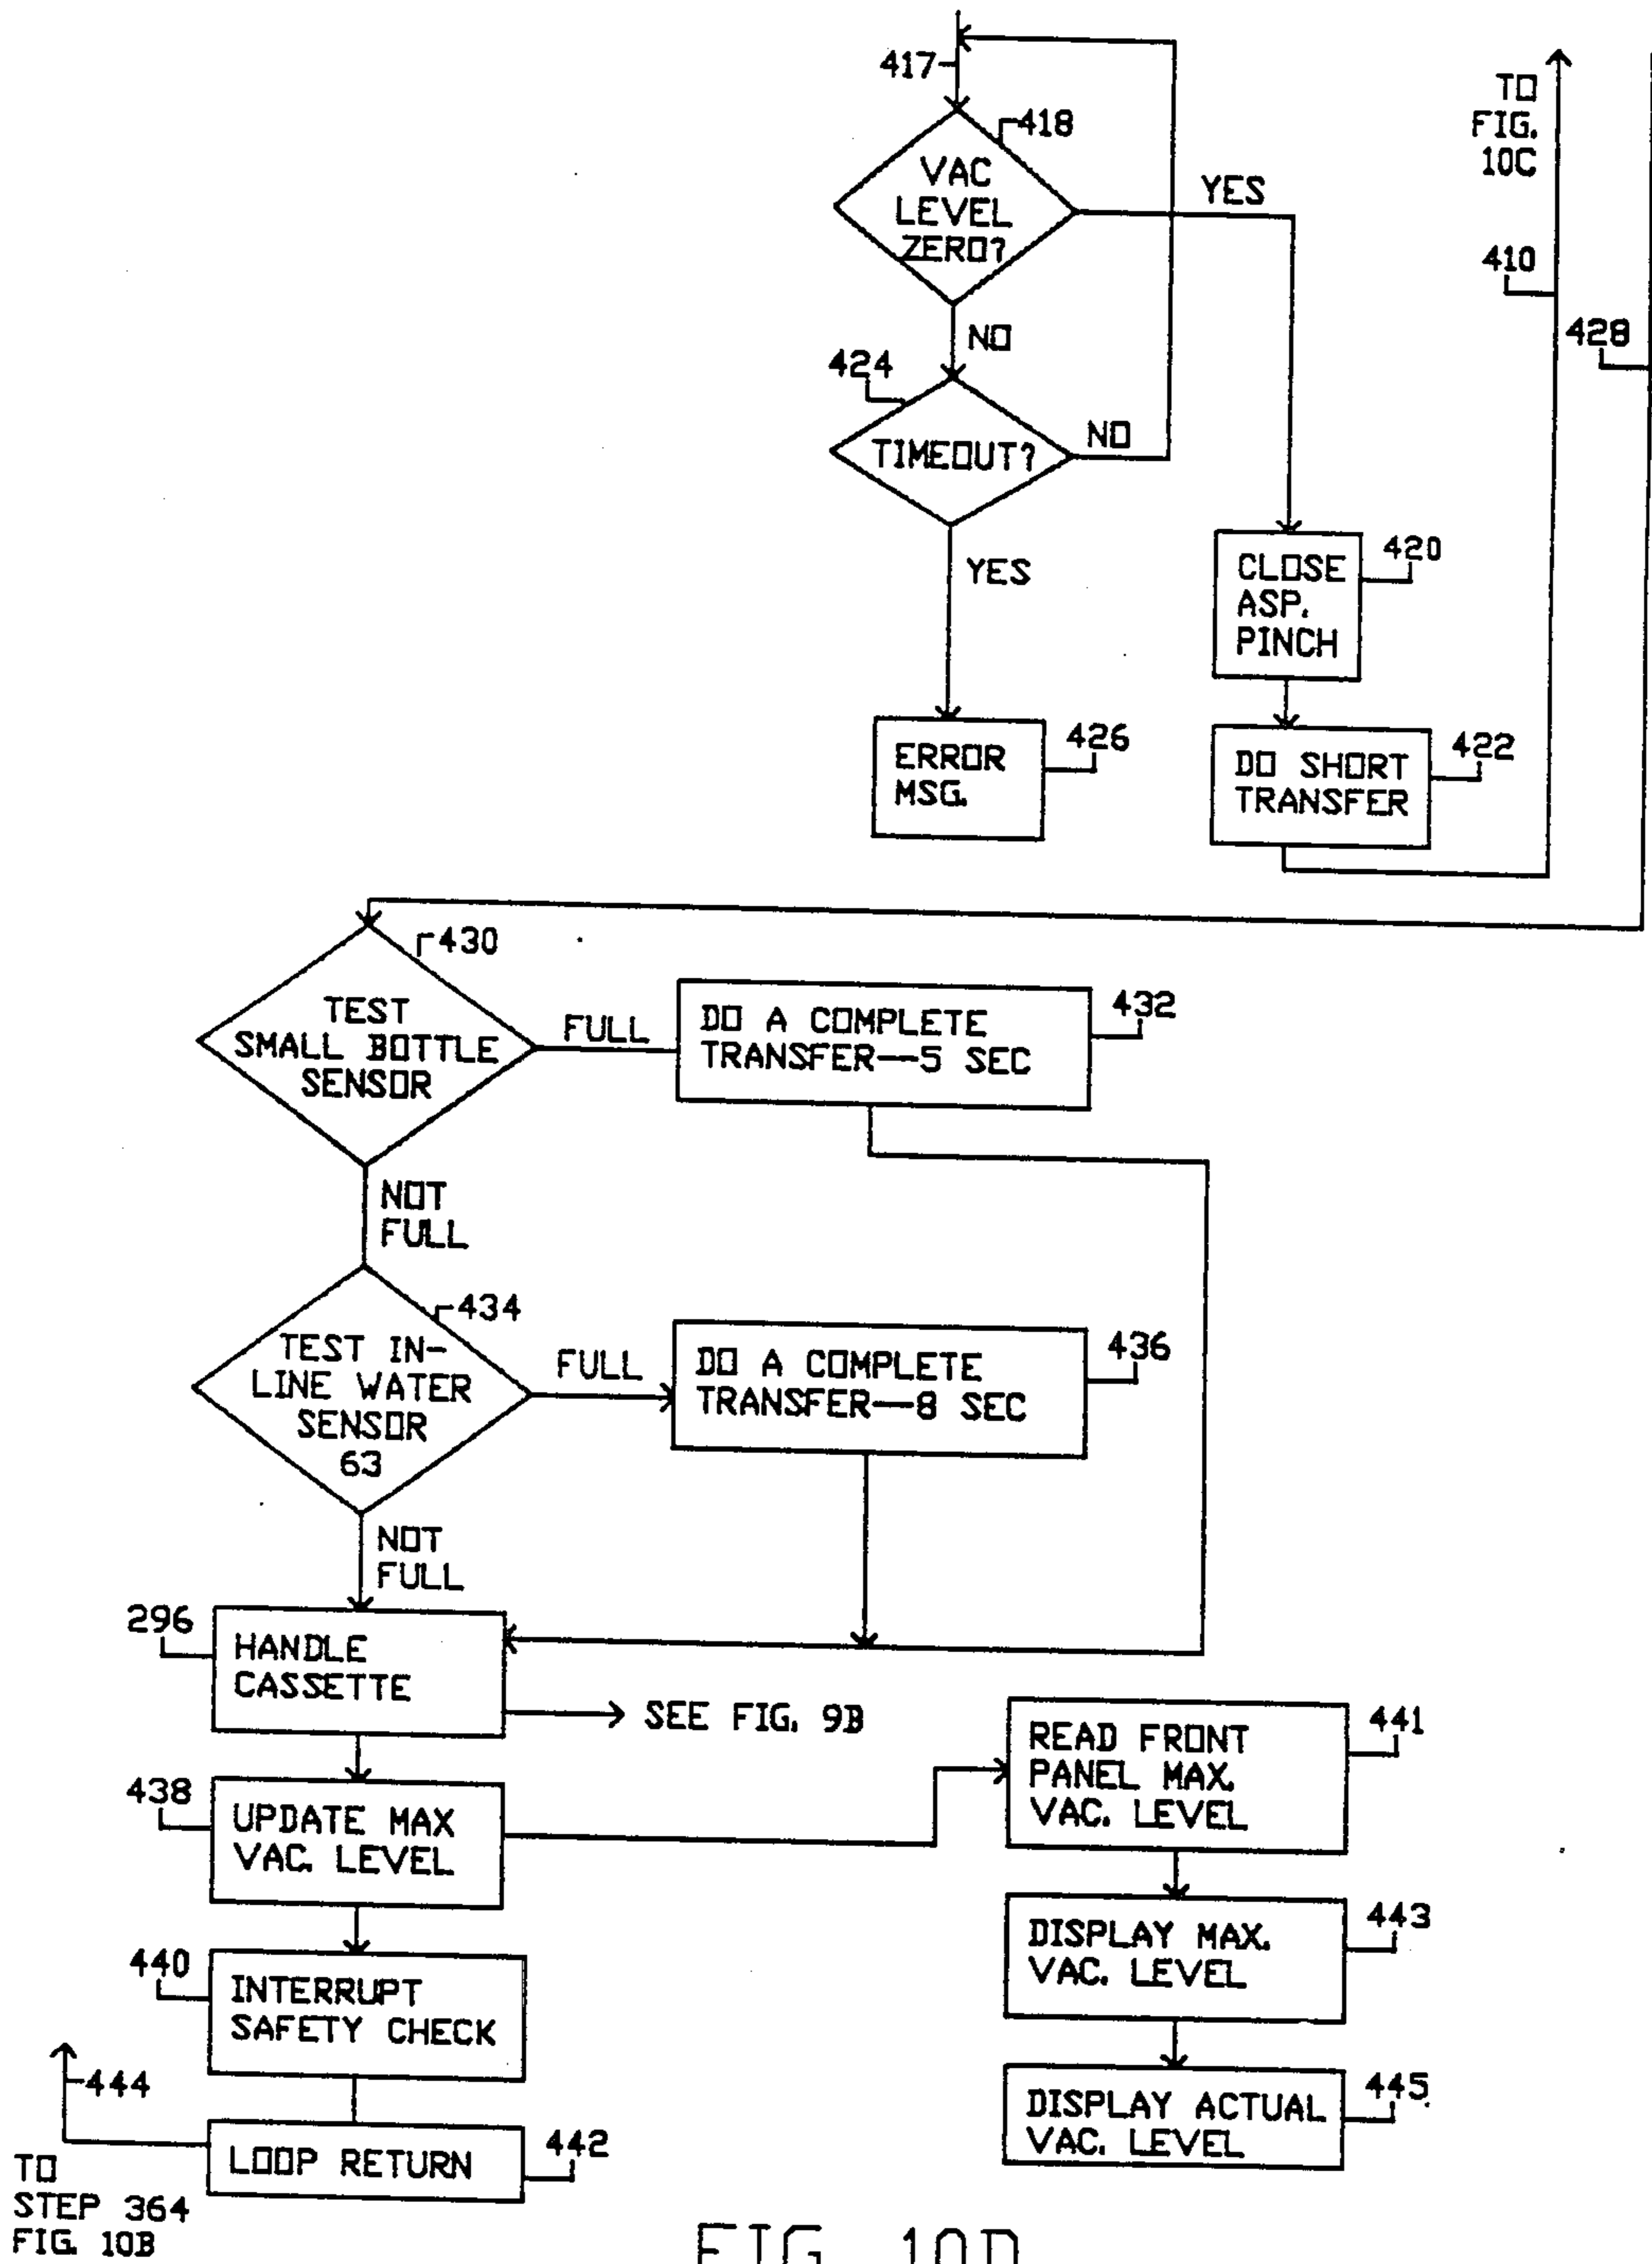 417
418
VAC
LEVEL
ZERO?
YES
TO
FIG.
10C
410
428
NO
424
TIMEOUT?
NO
YES
CLOSE
ASP.
PINCH
420
ERROR
MSG.
426
DO SHORT
TRANSFER
422
430
TEST
SMALL BOTTLE
SENSOR
FULL
DO A COMPLETE
TRANSFER--5 SEC
432
NOT
FULL
434
TEST IN-
LINE WATER
SENSOR
63
FULL
DO A COMPLETE
TRANSFER--8 SEC
436
NOT
FULL
296
HANDLE
CASSETTE
SEE FIG. 9B
438
UPDATE MAX
VAC. LEVEL
READ FRONT
PANEL MAX.
VAC. LEVEL
441
440
INTERRUPT
SAFETY CHECK
DISPLAY MAX.
VAC. LEVEL
443
444
LOOP RETURN
442
DISPLAY ACTUAL
VAC. LEVEL
445
TO
STEP 364
FIG. 10B
FIG. 10D